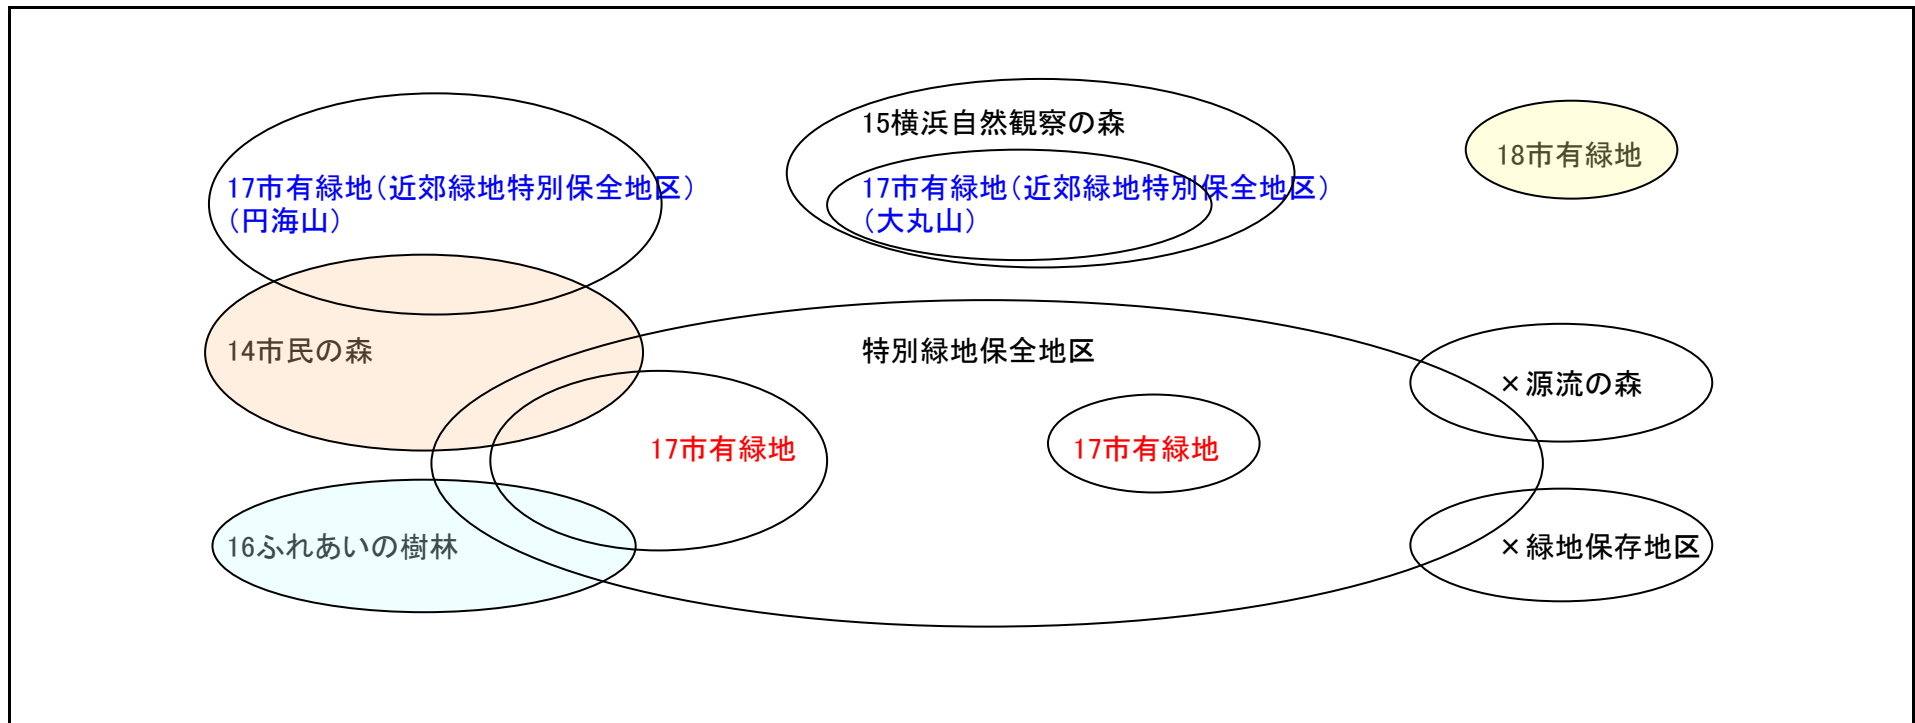 15横浜自然観察の森
18市有緑地
17市有緑地（近郊緑地特別保全地区）
（円海山）
17市有緑地（近郊緑地特別保全地区）
（大丸山）
14市民の森
特別緑地保全地区
×源流の森
17市有緑地
17市有緑地
16ふれあいの樹林
×緑地保存地区